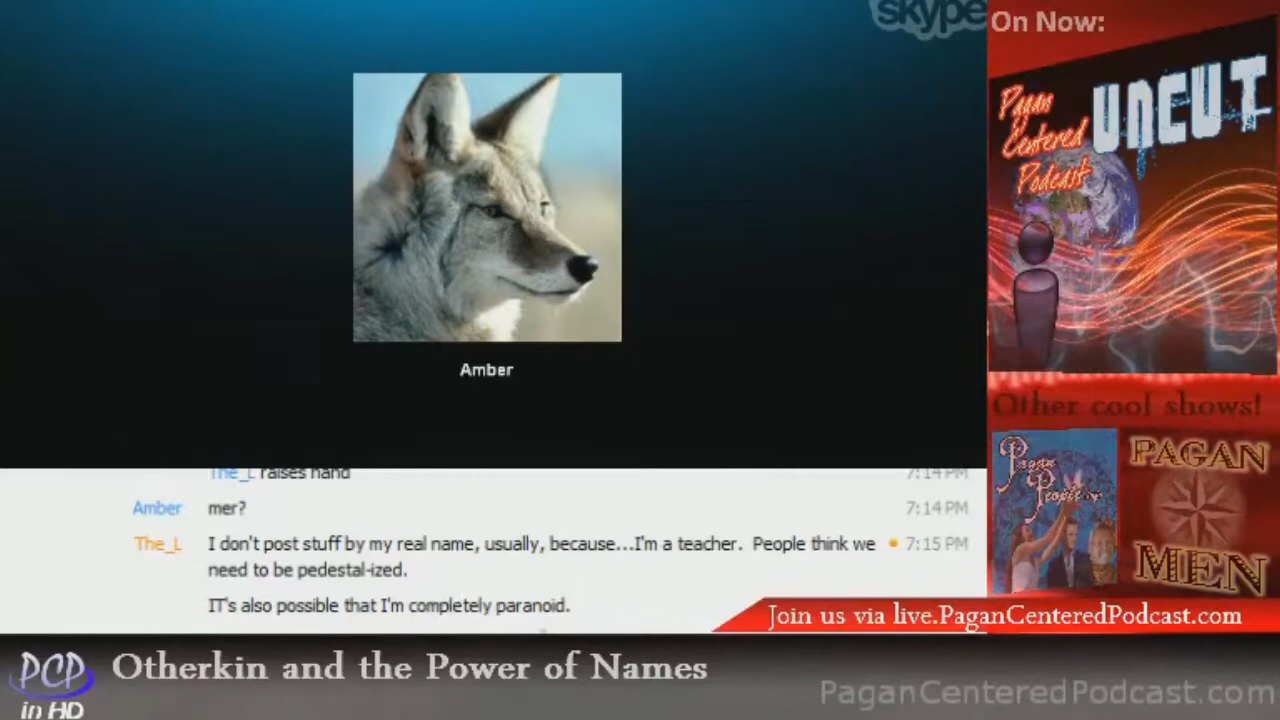 skype
On Now:
Pagan
Centered
Podcast
UNCUT
Amber
Other cool shows!
Pagan
People
PAGAN
MEN
The_L raises hand 7:14 PM
Amber mer? 7:14 PM
The_L I don't post stuff by my real name, usually, because...I'm a teacher. People think we 7:15 PM
need to be pedestal-ized.
IT's also possible that I'm completely paranoid.
Join us via live.PaganCenteredPodcast.com
PCP
in HD
Otherkin and the Power of Names
PaganCenteredPodcast.com